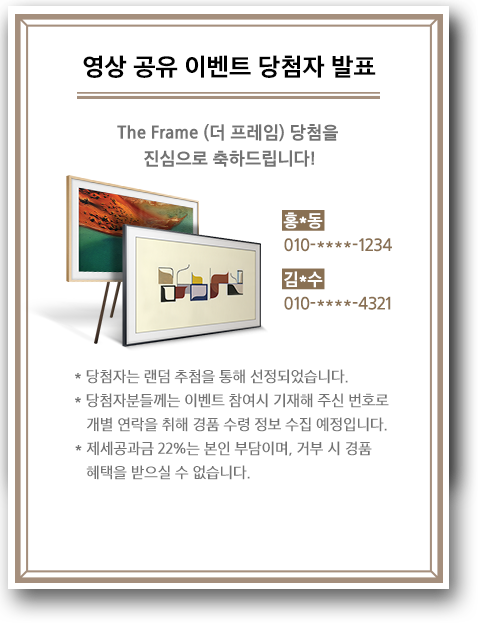 영상 공유 이벤트 당첨자 발표
The Frame (더 프레임) 당첨을
진심으로 축하드립니다!
홍*동
010-****-1234
김*수
010-****-4321
* 당첨자는 랜덤 추첨을 통해 선정되었습니다.
* 당첨자분들께는 이벤트 참여시 기재해 주신 번호로
개별 연락을 취해 경품 수령 정보 수집 예정입니다.
* 제세공과금 22%는 본인 부담이며, 거부 시 경품
혜택을 받으실 수 없습니다.